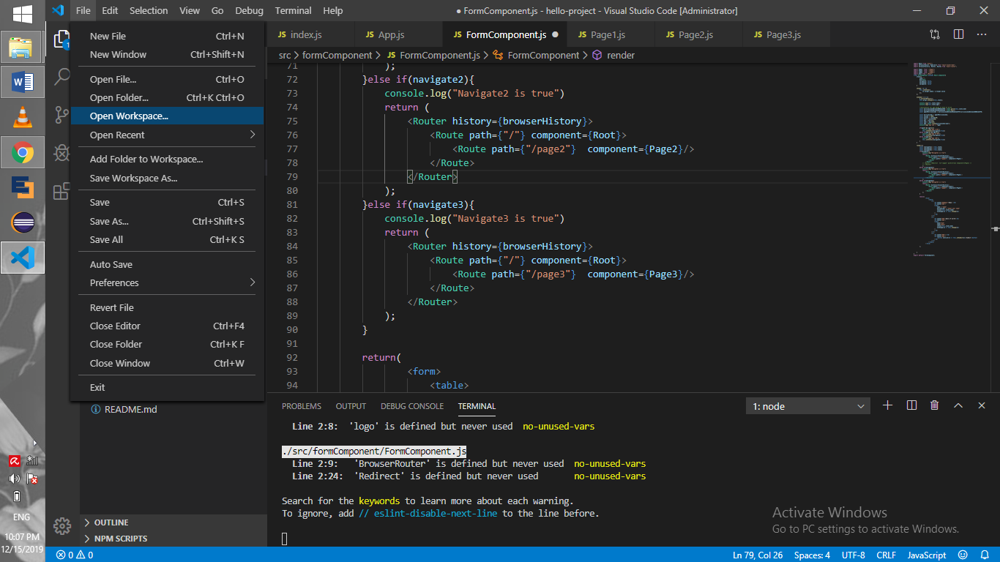 File Edit Selection View Go Debug Terminal Help
● FormComponent.js - hello-project - Visual Studio Code [Administrator]
New File Ctrl+N
New Window Ctrl+Shift+N
Open File... Ctrl+O
Open Folder... Ctrl+K Ctrl+O
Open Workspace...
Open Recent
Add Folder to Workspace...
Save Workspace As...
Save Ctrl+S
Save As... Ctrl+Shift+S
Save All Ctrl+K S
Auto Save
Preferences
Revert File
Close Editor Ctrl+F4
Close Folder Ctrl+K F
Close Window Ctrl+W
Exit
README.md
OUTLINE
NPM SCRIPTS
JS index.js JS App.js JS FormComponent.js ● JS Page1.js JS Page2.js JS Page3.js
src > formComponent > JS FormComponent.js > FormComponent > render
71 );
72 }else if(navigate2){
73 console.log("Navigate2 is true")
74 return (
75 <Router history={browserHistory}>
76 <Route path={"/"} component={Root}>
77 <Route path={"/page2"}  component={Page2}/>
78 </Route>
79 </Router>
80 );
81 }else if(navigate3){
82 console.log("Navigate3 is true")
83 return (
84 <Router history={browserHistory}>
85 <Route path={"/"} component={Root}>
86 <Route path={"/page3"}  component={Page3}/>
87 </Route>
88 </Router>
89 );
90 }
91
92 return(
93 <form>
94 <table>
PROBLEMS OUTPUT DEBUG CONSOLE TERMINAL 1: node
Line 2:8:  'logo' is defined but never used  no-unused-vars
./src/formComponent/FormComponent.js
Line 2:9:   'BrowserRouter' is defined but never used  no-unused-vars
Line 2:24:  'Redirect' is defined but never used       no-unused-vars
Search for the keywords to learn more about each warning.
To ignore, add // eslint-disable-next-line to the line before.
Activate Windows
Go to PC settings to activate Windows.
1
ENG
10:07 PM
12/15/2019
0 0 Ln 79, Col 26 Spaces: 4 UTF-8 CRLF JavaScript